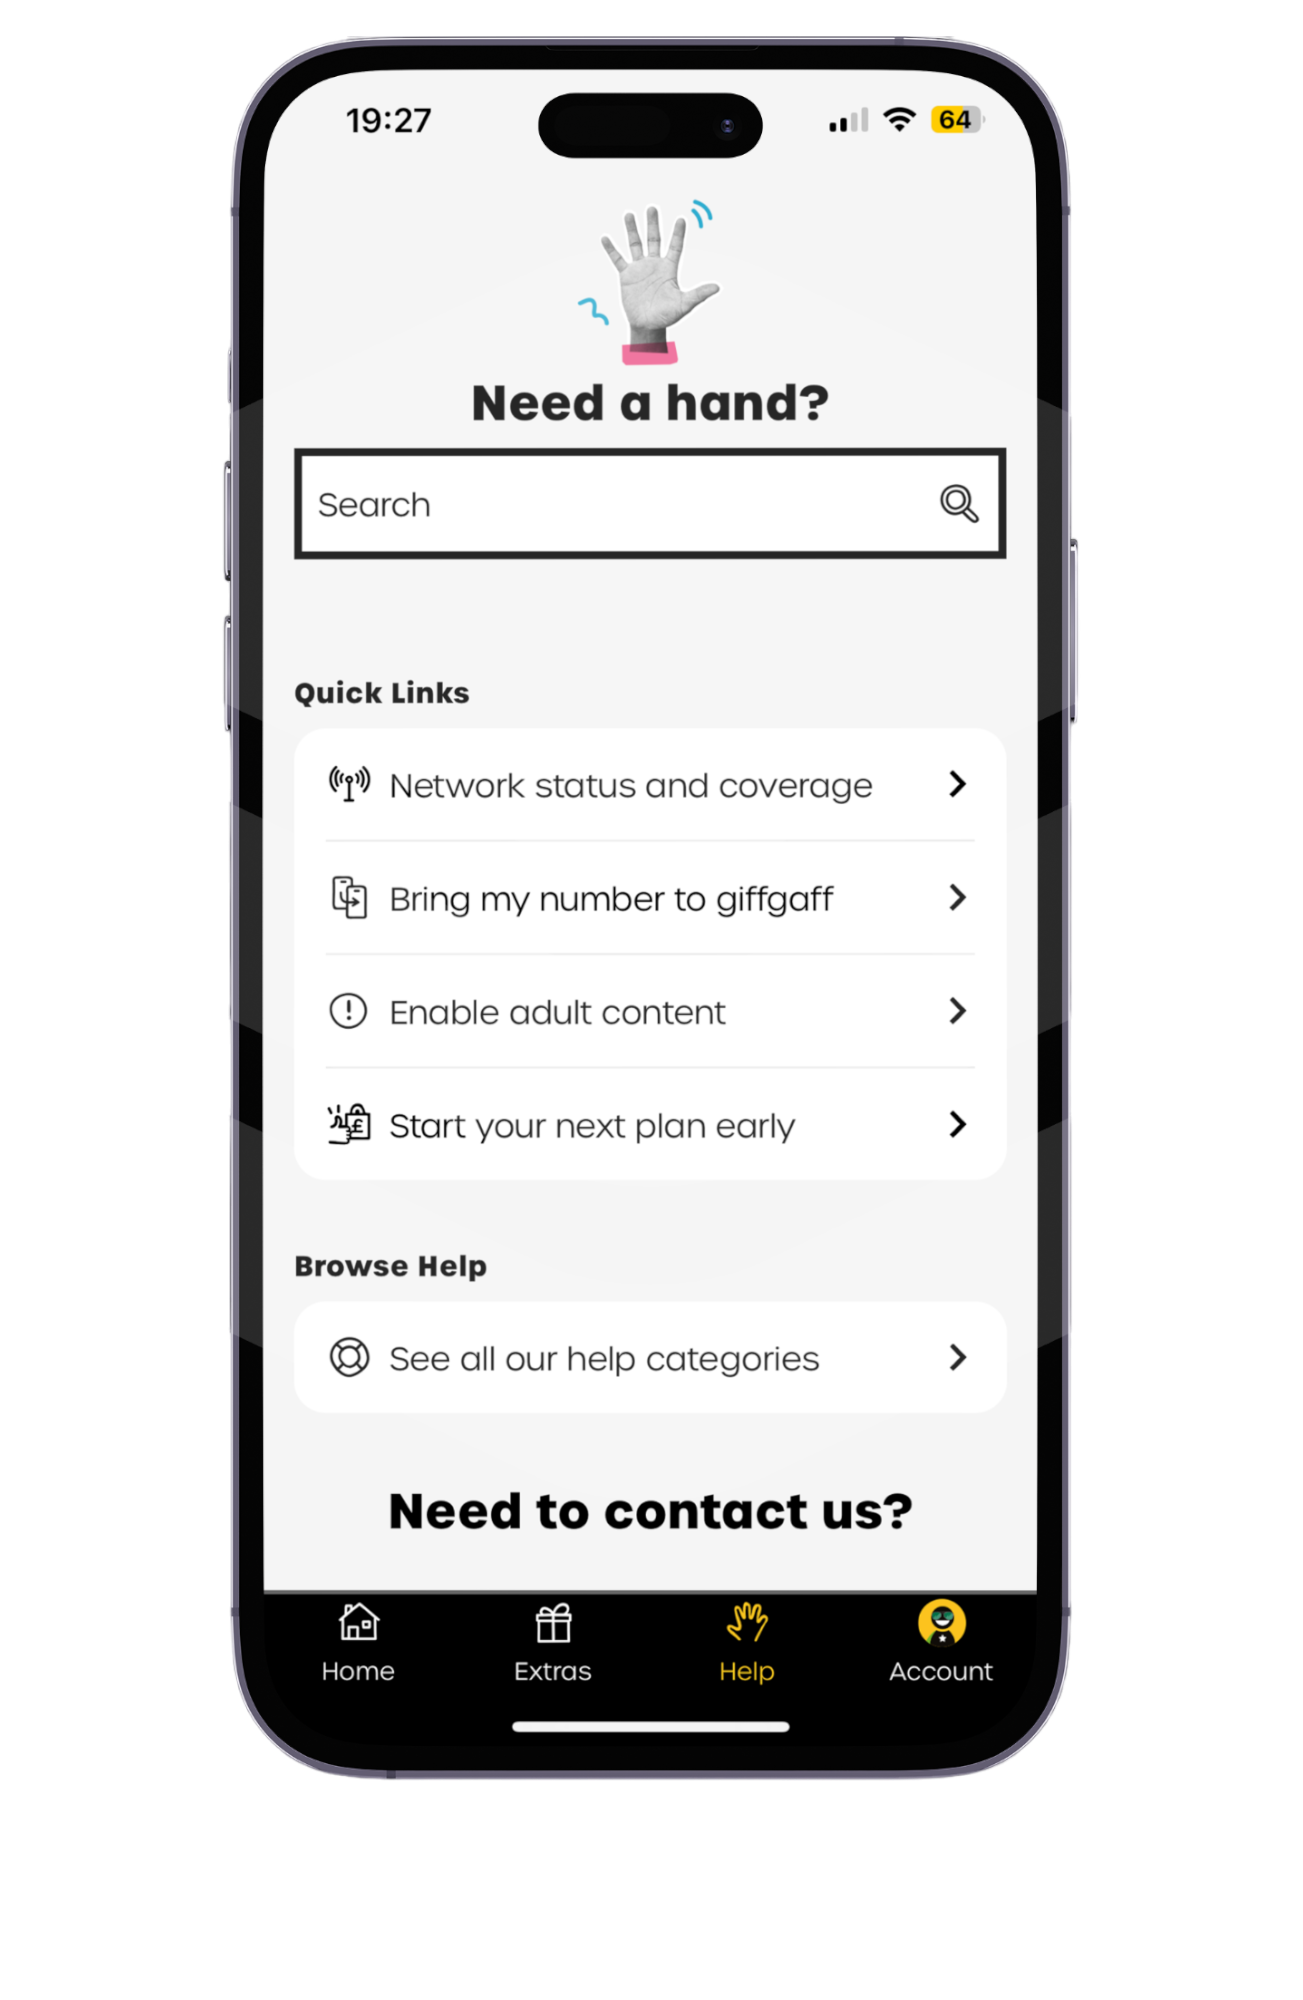 19:27
64
Need a hand?
Search
Quick Links
Network status and coverage
Bring my number to giffgaff
Enable adult content
£
Start your next plan early
Browse Help
See all our help categories
Need to contact us?
Home
Extras
Help
Account